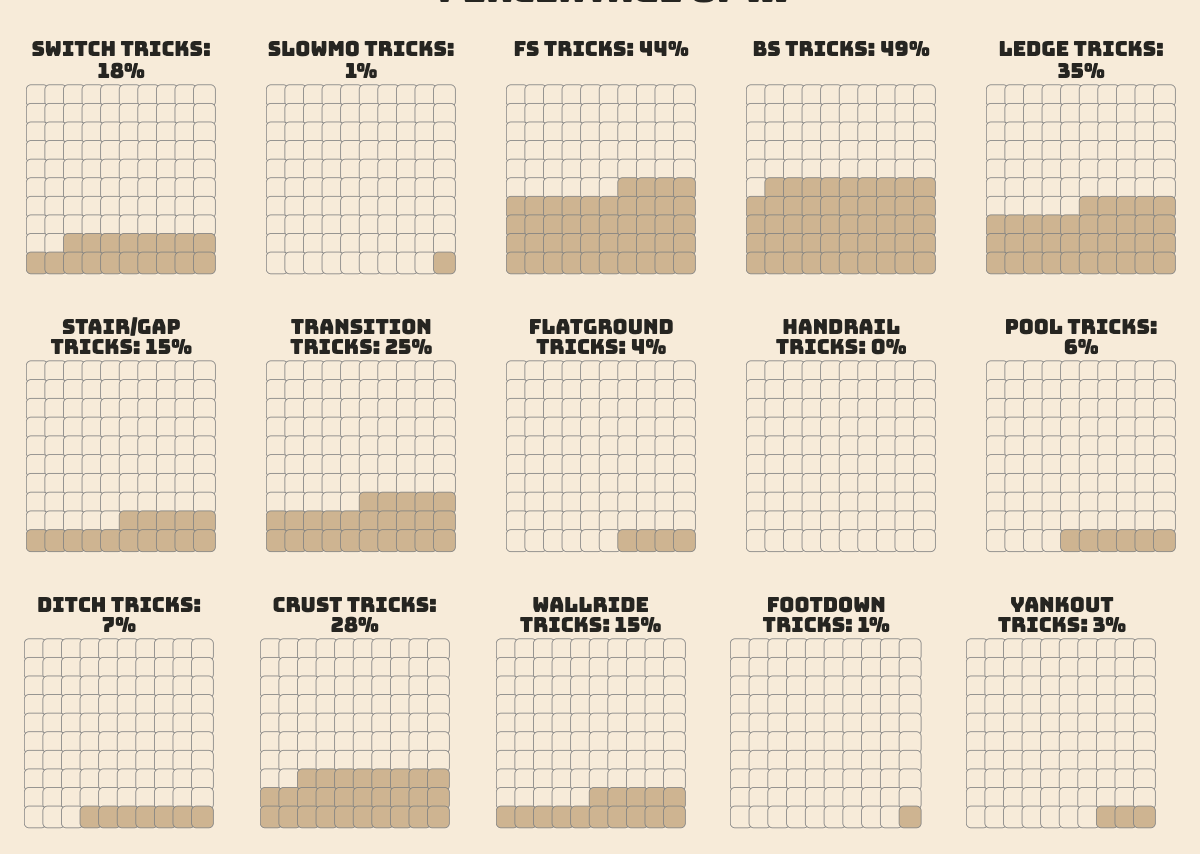 PERCENTAGE OF ...
SWITCH TRICKS:
18%
SLOWMO TRICKS:
1%
FS TRICKS: 44%
BS TRICKS: 49%
LEDGE TRICKS:
35%
STAIR/GAP
TRICKS: 15%
TRANSITION
TRICKS: 25%
FLATGROUND
TRICKS: 4%
HANDRAIL
TRICKS: 0%
POOL TRICKS:
6%
DITCH TRICKS:
7%
CRUST TRICKS:
28%
WALLRIDE
TRICKS: 15%
FOOTDOWN
TRICKS: 1%
YANKOUT
TRICKS: 3%